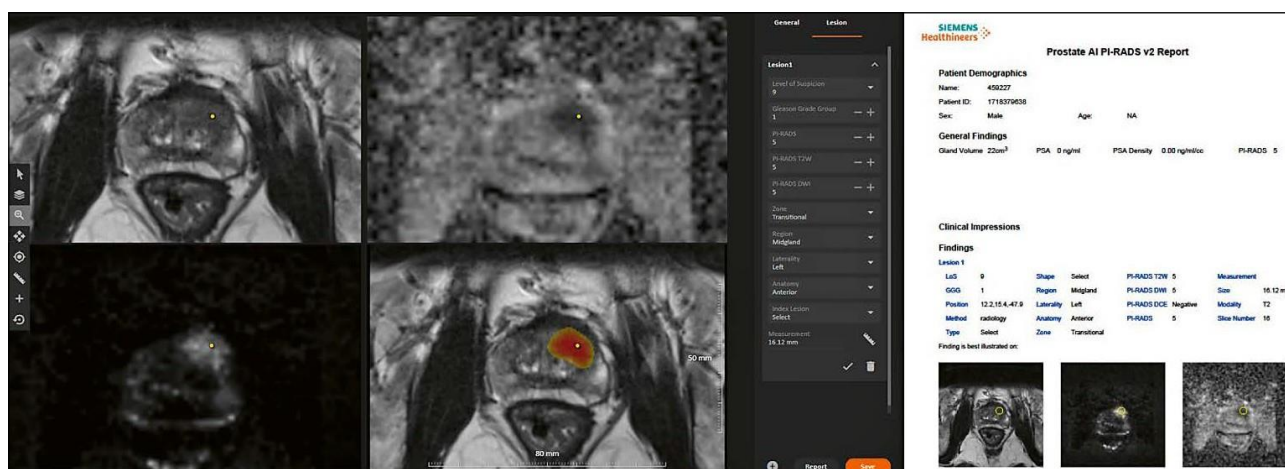 50 mm
80 mm
General Lesion
Lesion1
Level of Suspicion
9
Gleason Grade Group
1
PI-RADS
5
PI-RADS T2W
5
PI-RADS DWI
5
Zone
Transitional
Region
Midgland
Laterality
Left
Anatomy
Anterior
Index Lesion
Select
Measurement
16.12 mm
Report Save
SIEMENS
Healthineers
Prostate AI PI-RADS v2 Report
Patient Demographics
Name: 459227
Patient ID: 1718379638
Sex: Male Age: NA
General Findings
Gland Volume 22cm³ PSA 0 ng/ml PSA Density 0.00 ng/ml/cc PI-RADS 5
Clinical Impressions
Findings
Lesion 1
LoS 9 Shape Select PI-RADS T2W 5 Measurement
GGG 1 Region Midgland PI-RADS DWI 5 Size 16.12 m
Position 12.2,15.4,-47.9 Laterality Left PI-RADS DCE Negative Modality T2
Method radiology Anatomy Anterior PI-RADS 5 Slice Number 16
Type Select Zone Transitional
Finding is best illustrated on: